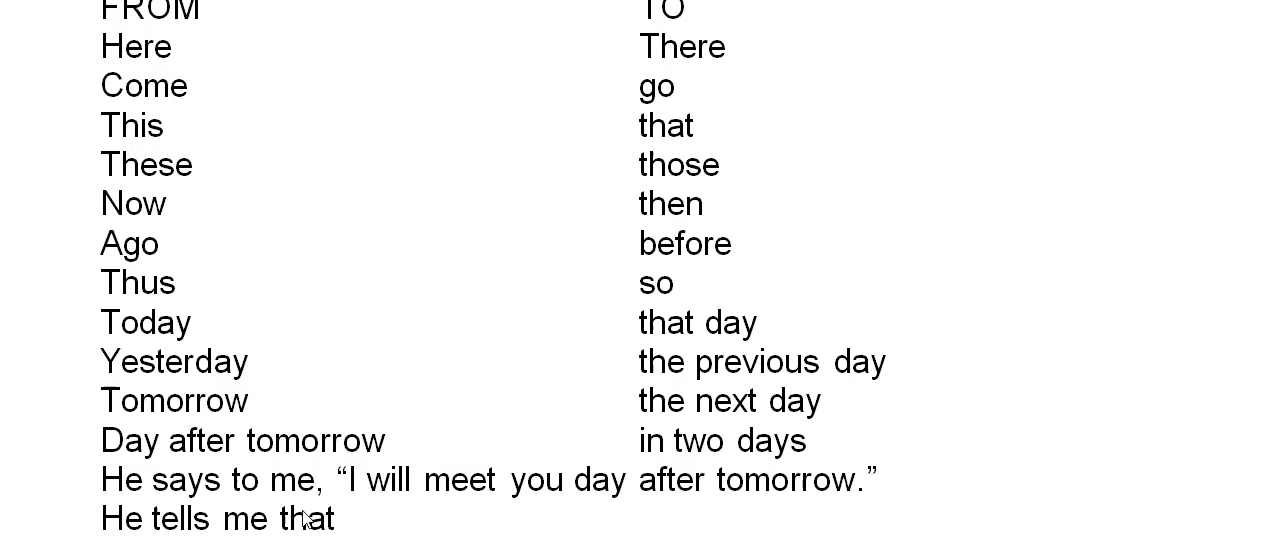 FROM TO
Here There
Come go
This that
These those
Now then
Ago before
Thus so
Today that day
Yesterday the previous day
Tomorrow the next day
Day after tomorrow in two days
He says to me, “I will meet you day after tomorrow.”
He tells me that